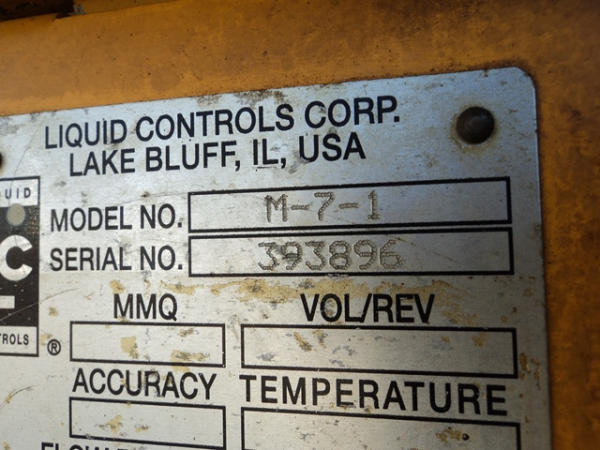 LIQUID CONTROLS CORP.
LAKE BLUFF, IL, USA
MODEL NO. M-7-1
SERIAL NO. 393896
MMQ VOL/REV
®
ACCURACY TEMPERATURE